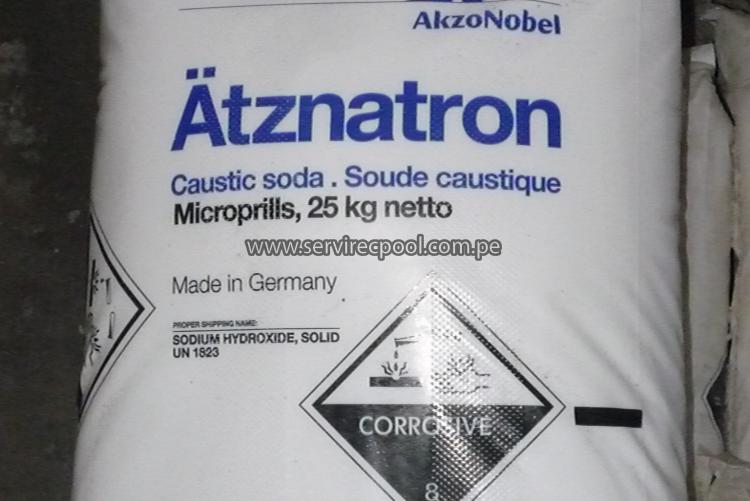 AkzoNobel
Ätznatron
Caustic soda . Soude caustique
Microprills, 25 kg netto
www.servirecpool.com.pe
Made in Germany
PROPER SHIPPING NAME:
SODIUM HYDROXIDE, SOLID
UN 1823
CORROSIVE
8